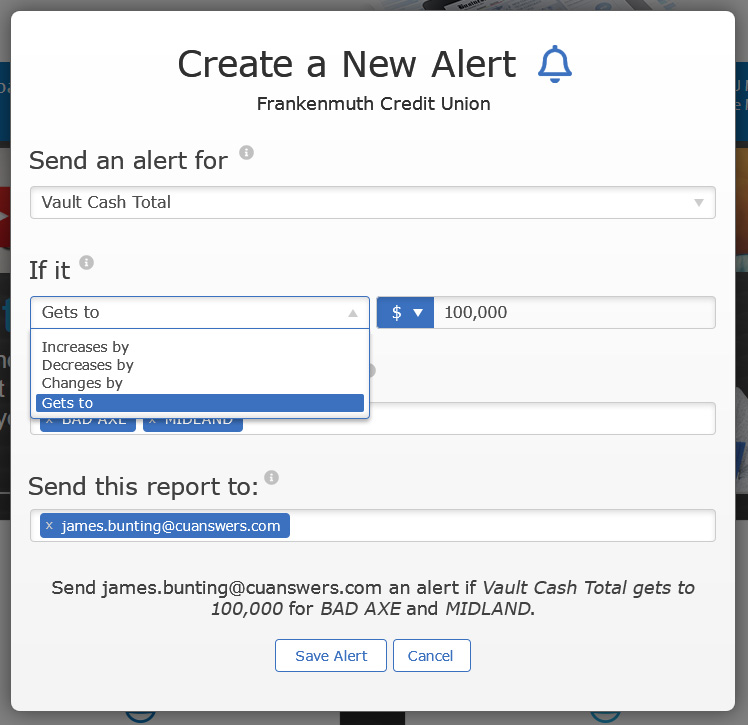 Create a New Alert
Frankenmuth Credit Union
Send an alert for
Vault Cash Total
If it
Gets to
$
100,000
Increases by
Decreases by
Changes by
Gets to
x BAD AXE x MIDLAND
Send this report to:
x james.bunting@cuanswers.com
Send james.bunting@cuanswers.com an alert if Vault Cash Total gets to
100,000 for BAD AXE and MIDLAND.
Save Alert
Cancel